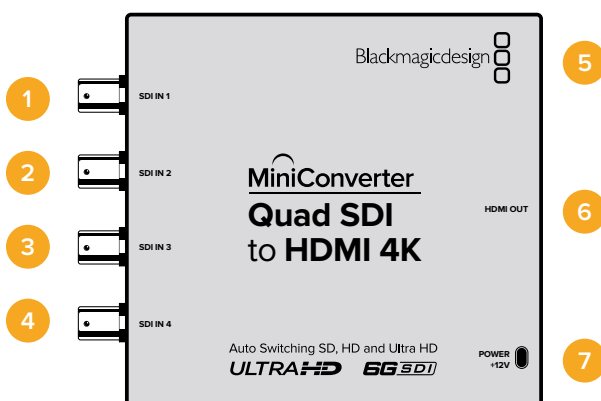 Blackmagicdesign
1
SDI IN 1
5
2
SDI IN 2
MiniConverter
Quad SDI
to HDMI 4K
HDMI OUT
6
3
SDI IN 3
4
SDI IN 4
Auto Switching SD, HD and Ultra HD
ULTRAHD 6G SDI
POWER
+12V
7